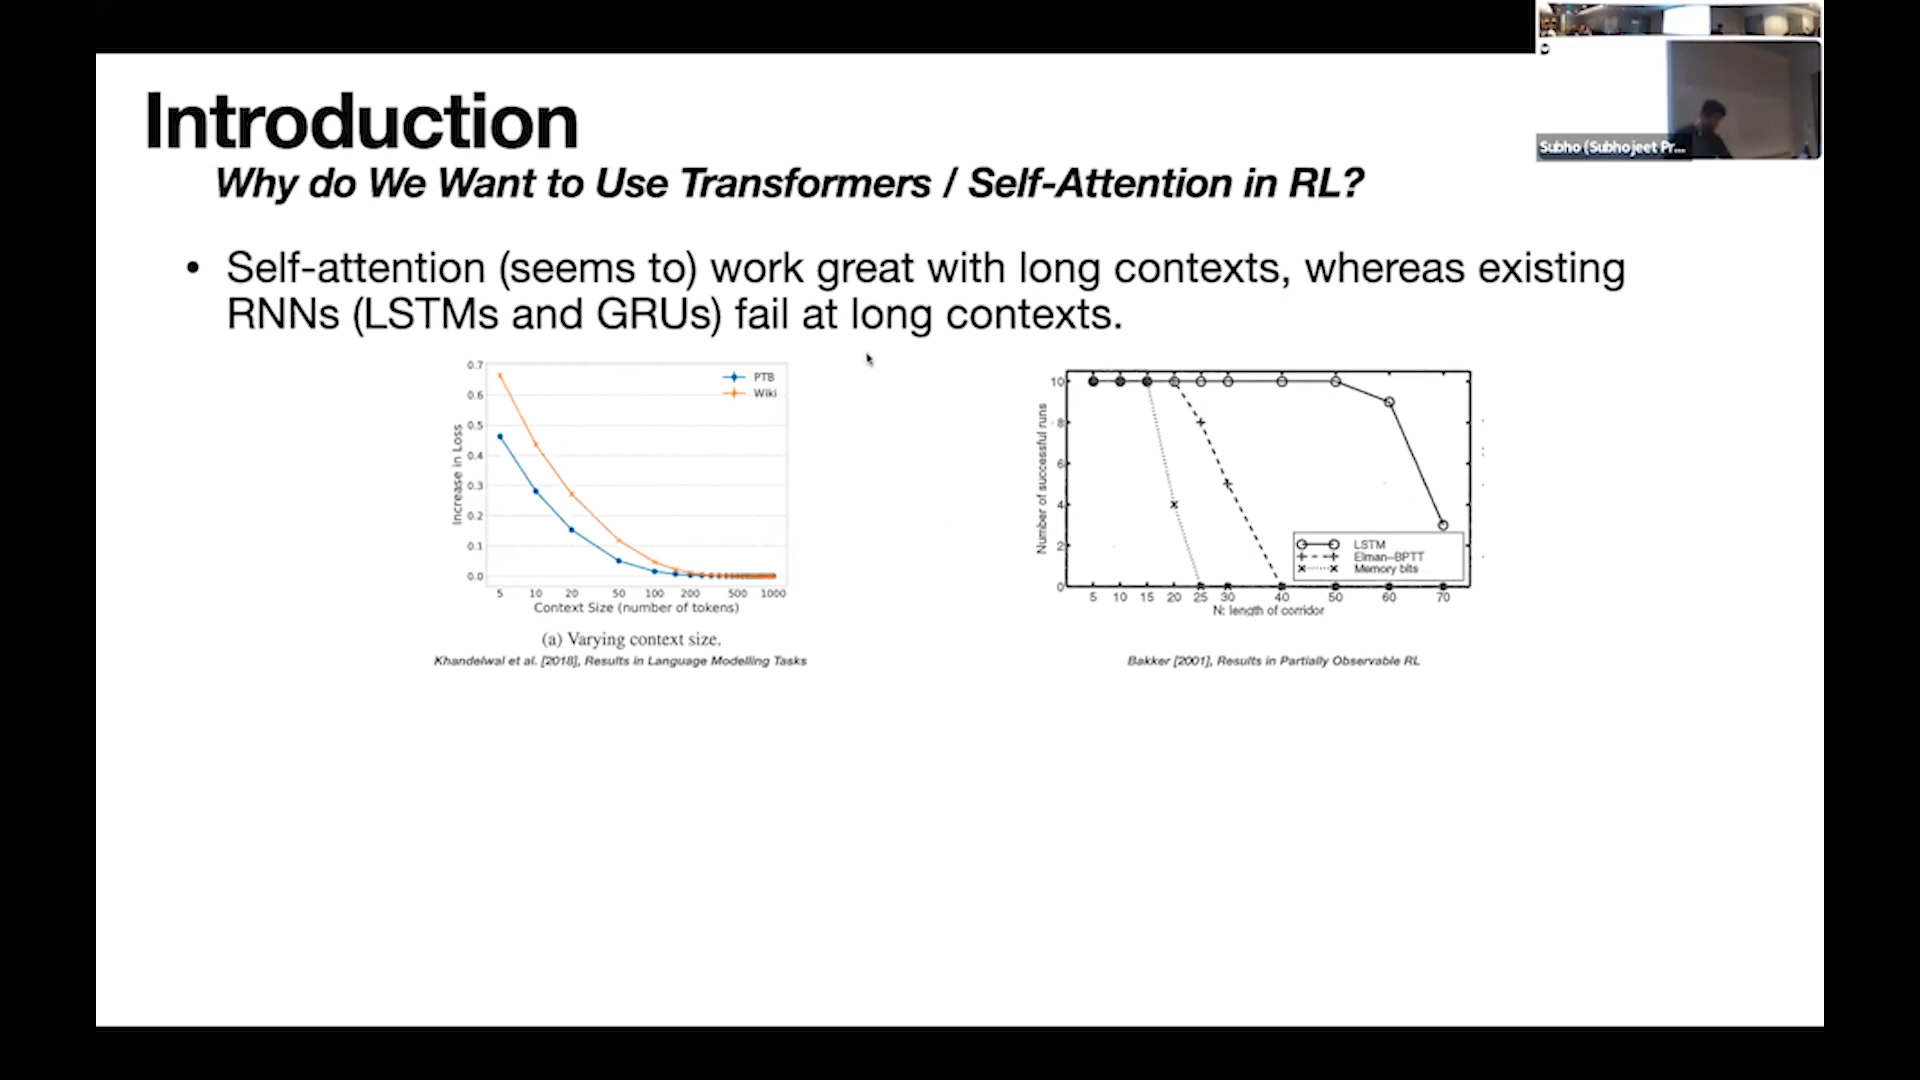 Introduction
Why do We Want to Use Transformers / Self-Attention in RL?
Subho (Subhojeet Pr...
• Self-attention (seems to) work great with long contexts, whereas existing
RNNs (LSTMs and GRUs) fail at long contexts.
0.7
0.6
0.5
0.4
0.3
0.2
0.1
0.0
Increase in Loss
PTB
Wiki
5 10 20 50 100 200 500 1000
Context Size (number of tokens)
(a) Varying context size.
Khandelwal et al. [2018], Results in Language Modelling Tasks
10
8
6
4
2
0
Number of successful runs
LSTM
Elman-BPTT
Memory bits
5 10 15 20 25 30 40 50 60 70
N: length of corridor
Bakker [2001], Results in Partially Observable RL